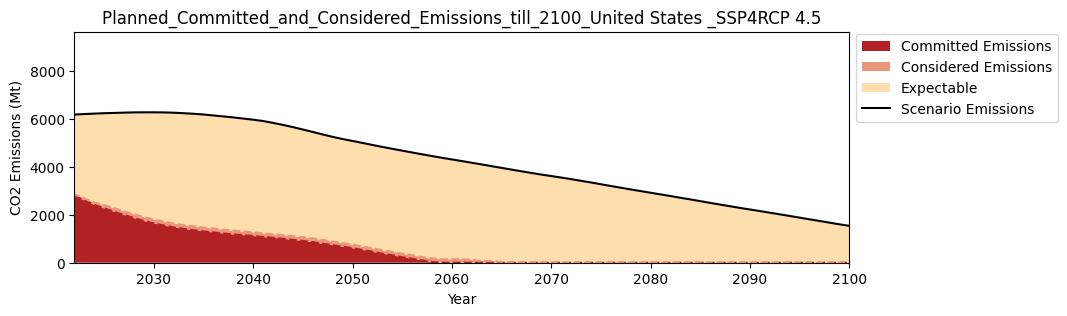 Planned_Committed_and_Considered_Emissions_till_2100_United States _SSP4RCP 4.5
CO2 Emissions (Mt)
8000
6000
4000
2000
0
2030 2040 2050 2060 2070 2080 2090 2100
Year
Committed Emissions
Considered Emissions
Expectable
Scenario Emissions